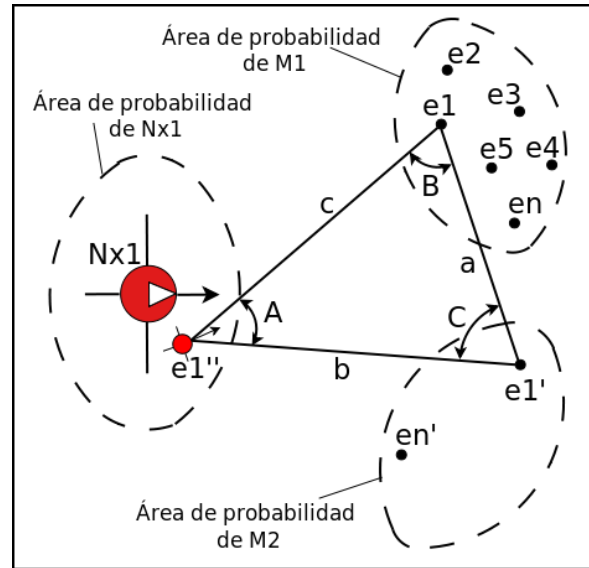 Área de probabilidad
de M1
e2
Área de probabilidad
de Nx1
e1
e3
e5
e4
B
en
c
Nx1
a
A
C
e1''
b
e1'
en'
Área de probabilidad
de M2